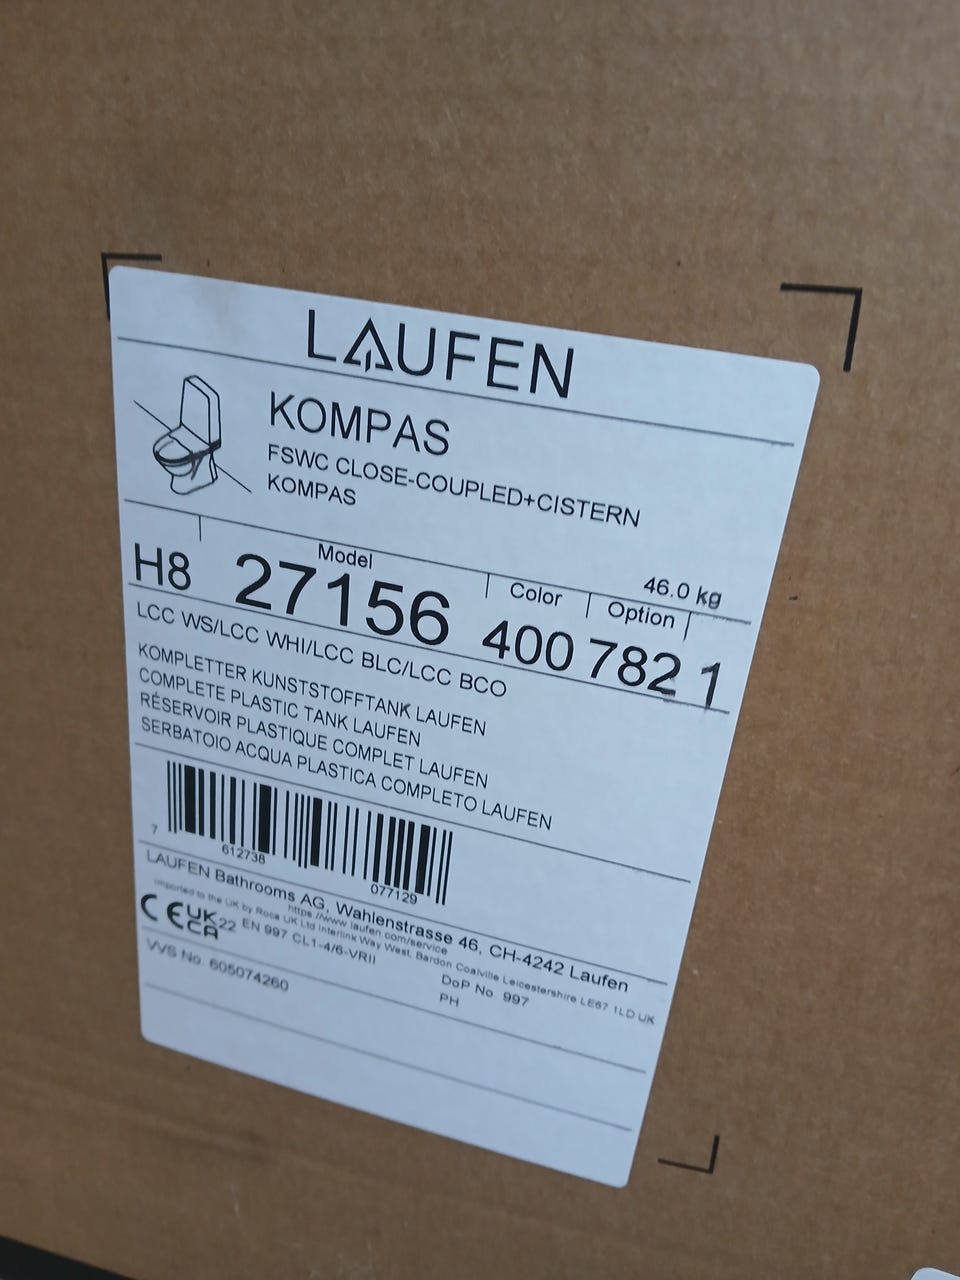 LAUFEN
KOMPAS
FSWC CLOSE-COUPLED+CISTERN
KOMPAS
46.0 kg
Model Color Option
H8 27156 400 782 1
LCC WS/LCC WHI/LCC BLC/LCC BCO
KOMPLETTER KUNSTSTOFFTANK LAUFEN
COMPLETE PLASTIC TANK LAUFEN
RÉSERVOIR PLASTIQUE COMPLET LAUFEN
SERBATOIO ACQUA PLASTICA COMPLETO LAUFEN
7 612738 077129
LAUFEN Bathrooms AG, Wahlenstrasse 46, CH-4242 Laufen
https://www.laufen.com/service
Imported to the UK by Roca UK Ltd Interlink Way West, Bardon Coalville Leicestershire LE67 1LD UK
CE UKCA 22 EN 997 CL1-4/6-VRII DoP No. 997
VVS No. 605074260 PH